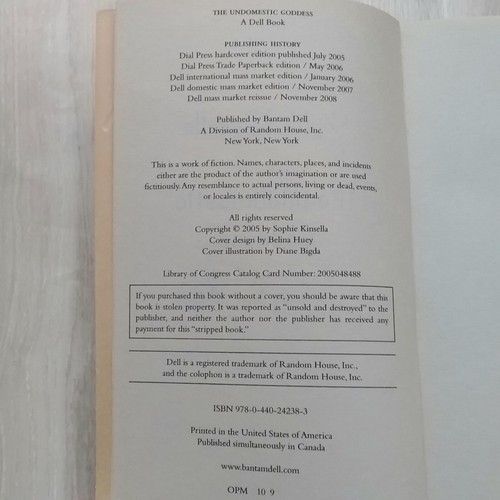 THE UNDOMESTIC GODDESS
A Dell Book
PUBLISHING HISTORY
Dial Press hardcover edition published July 2005
Dial Press Trade Paperback edition / May 2006
Dell international mass market edition / January 2006
Dell domestic mass market edition / November 2007
Dell mass market reissue / November 2008
Published by Bantam Dell
A Division of Random House, Inc.
New York, New York
This is a work of fiction. Names, characters, places, and incidents
either are the product of the author's imagination or are used
fictitiously. Any resemblance to actual persons, living or dead, events,
or locales is entirely coincidental.
All rights reserved
Copyright © 2005 by Sophie Kinsella
Cover design by Belina Huey
Cover illustration by Diane Bigda
Library of Congress Catalog Card Number: 2005048488
If you purchased this book without a cover, you should be aware that this
book is stolen property. It was reported as "unsold and destroyed" to the
publisher, and neither the author nor the publisher has received any
payment for this "stripped book."
Dell is a registered trademark of Random House, Inc.,
and the colophon is a trademark of Random House, Inc.
ISBN 978-0-440-24238-3
Printed in the United States of America
Published simultaneously in Canada
www.bantamdell.com
OPM 10 9